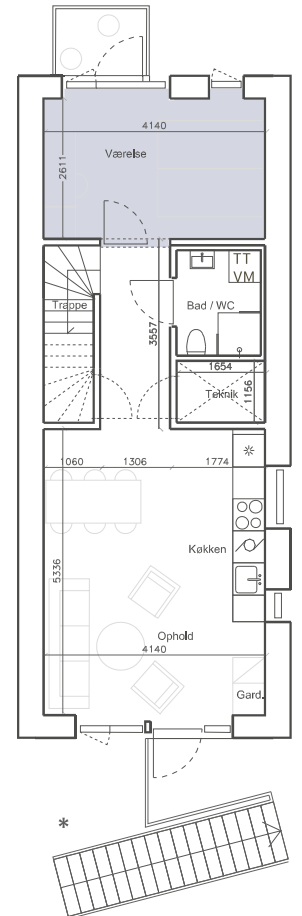 4140
Værelse
2611
TT
VM
Trappe
Bad / WC
3557
1654
1156
Teknik
1060
1306
1774
Køkken
5336
Ophold
4140
Gard.
*